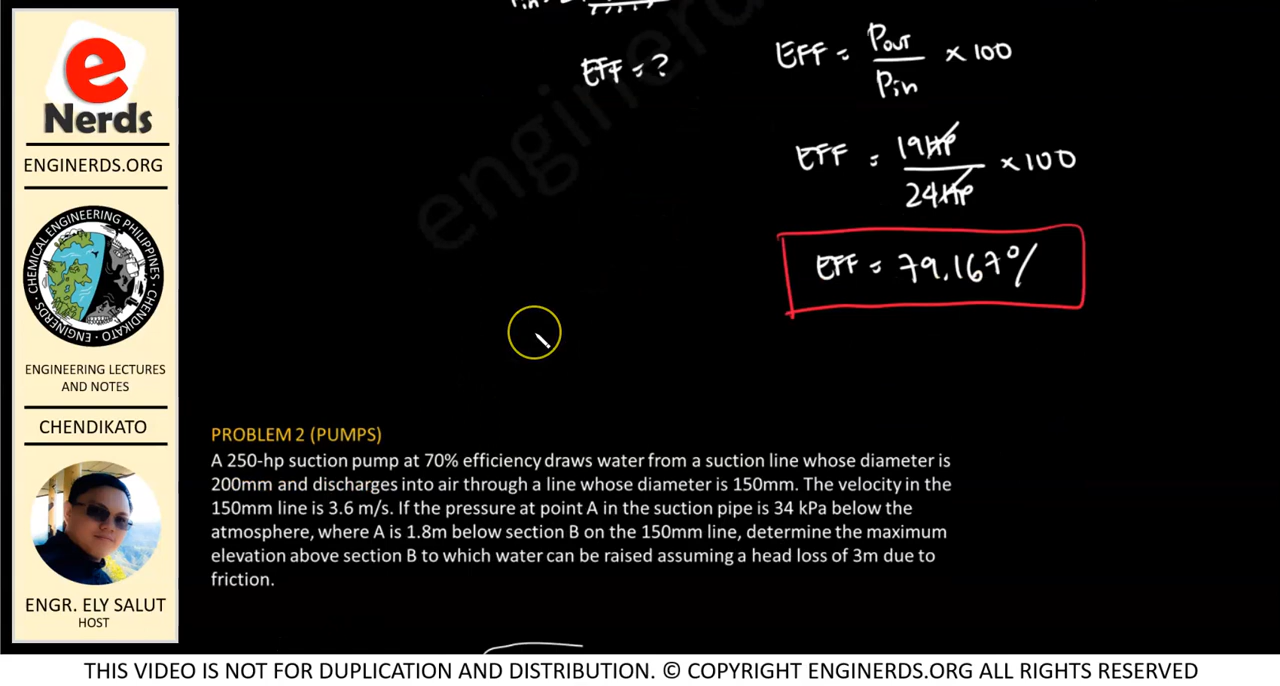 e
Nerds
ENGINERDS.ORG
CHEMICAL ENGINEERING PHILIPPINES • CHENDIKATO • ENGINERDS •
ENGINEERING LECTURES
AND NOTES
CHENDIKATO
ENGR. ELY SALUT
HOST
enginerd
EFF = ?
EFF = Pout / Pin × 100
EFF = 19HP / 24HP × 100
EFF = 79.167%
PROBLEM 2 (PUMPS)
A 250-hp suction pump at 70% efficiency draws water from a suction line whose diameter is
200mm and discharges into air through a line whose diameter is 150mm. The velocity in the
150mm line is 3.6 m/s. If the pressure at point A in the suction pipe is 34 kPa below the
atmosphere, where A is 1.8m below section B on the 150mm line, determine the maximum
elevation above section B to which water can be raised assuming a head loss of 3m due to
friction.
THIS VIDEO IS NOT FOR DUPLICATION AND DISTRIBUTION. © COPYRIGHT ENGINERDS.ORG ALL RIGHTS RESERVED